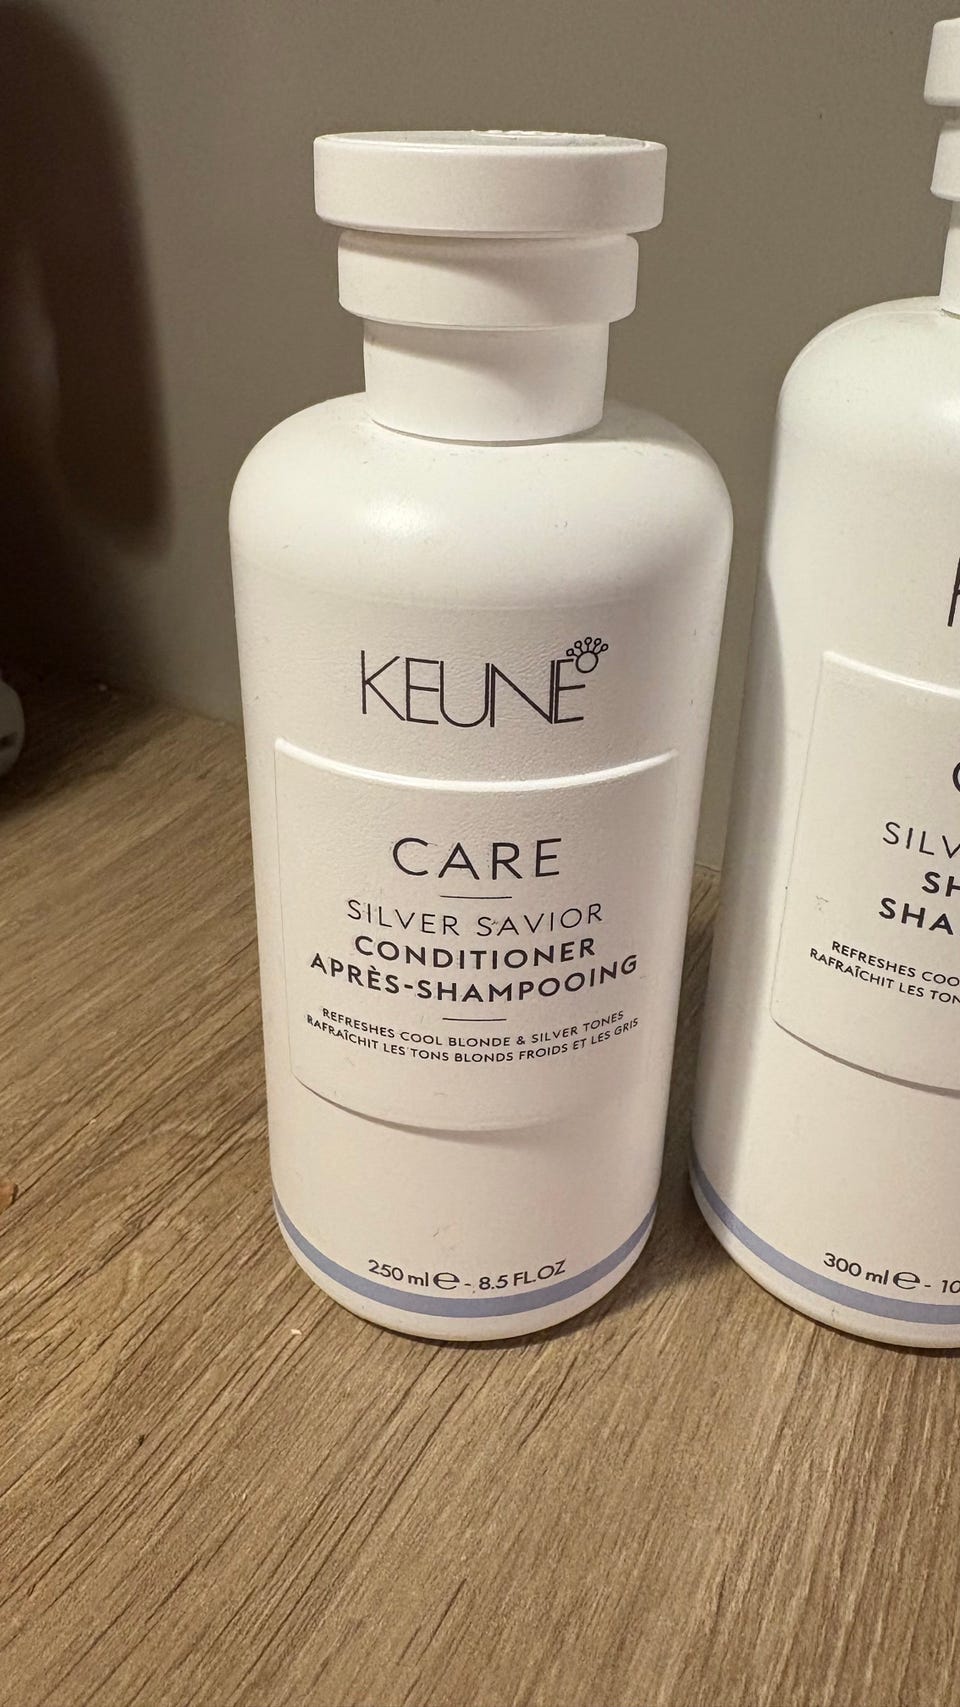 KEUNE
CARE
SILVER SAVIOR
CONDITIONER
APRÈS-SHAMPOOING
REFRESHES COOL BLONDE & SILVER TONES
RAFRAÎCHIT LES TONS BLONDS FROIDS ET LES GRIS
250 ml ℮ - 8.5 FL.OZ
SILV
SH
SHA
REFRESHES COO
RAFRAÎCHIT LES TON
300 ml ℮ - 10